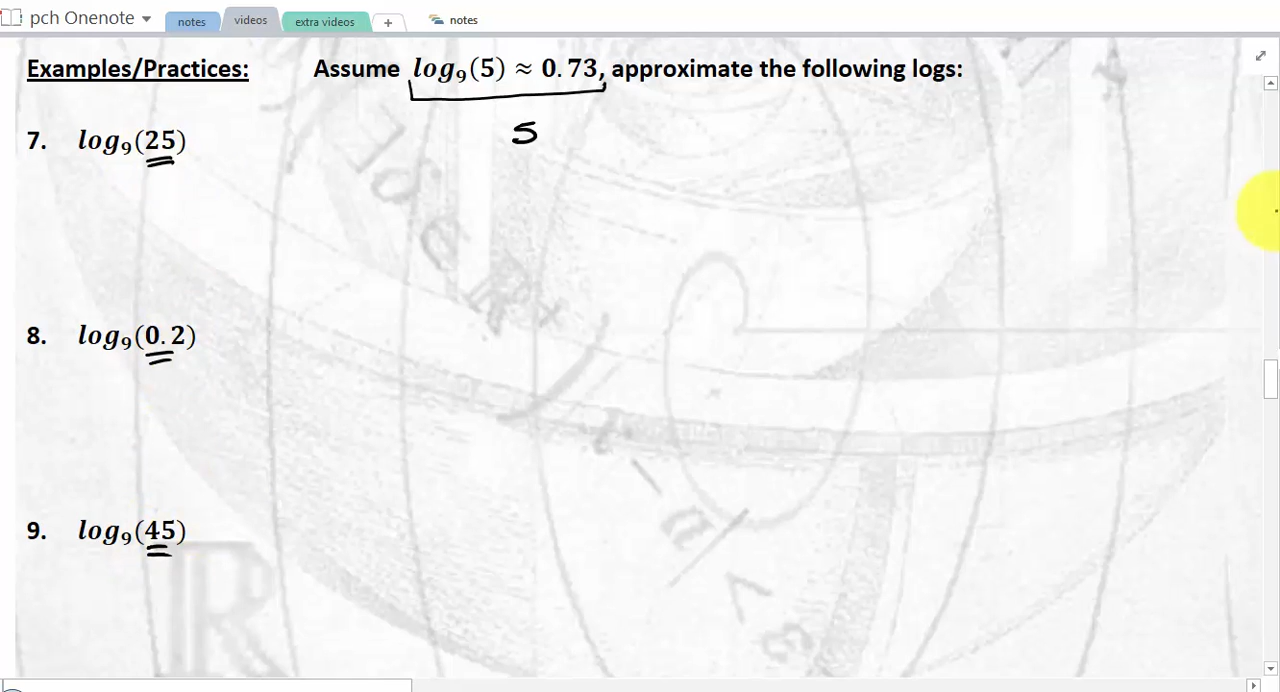 pch Onenote
notes
videos
extra videos
+
notes
Examples/Practices: Assume log₉(5) ≈ 0.73, approximate the following logs:
5
7. log₉(25)
8. log₉(0.2)
9. log₉(45)